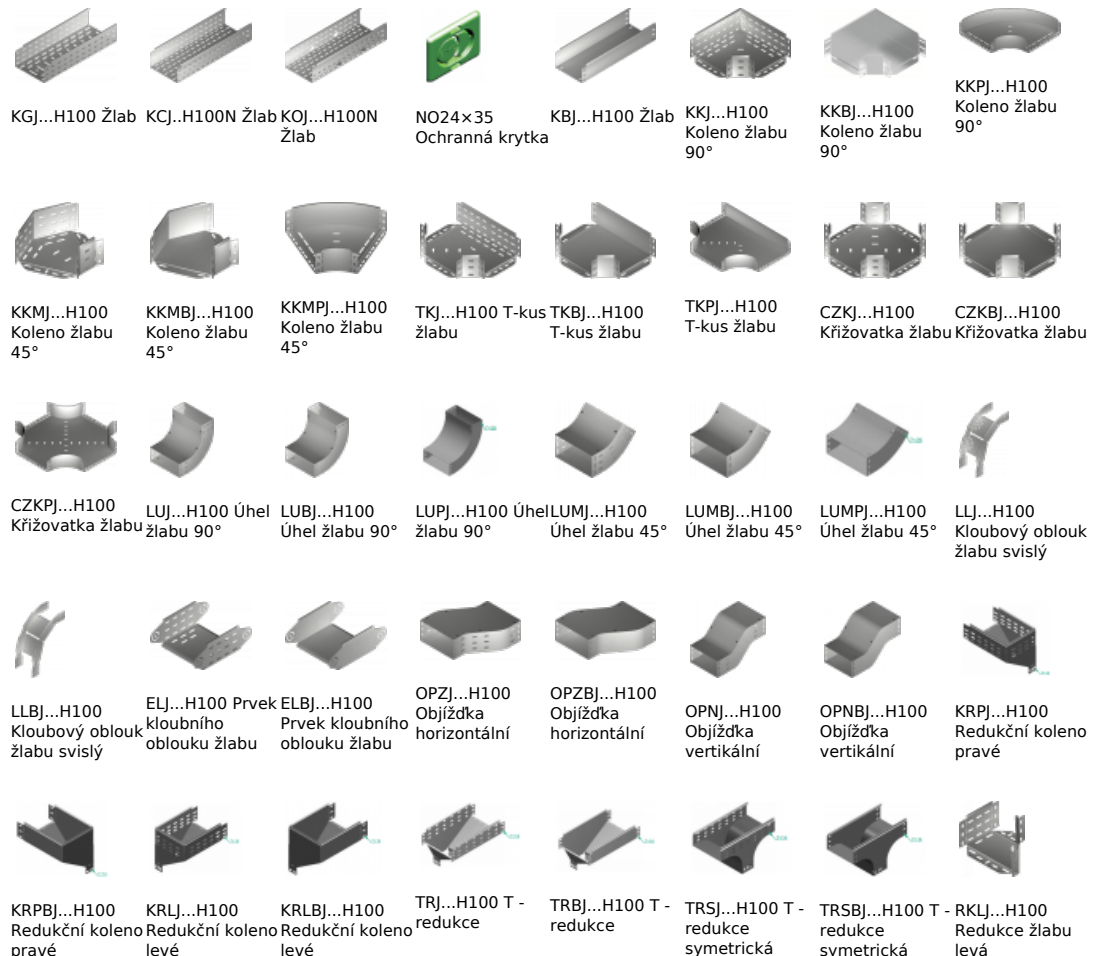 KGJ...H100 Žlab
KCJ..H100N Žlab
KOJ...H100N
Žlab
NO24×35
Ochranná krytka
KBJ...H100 Žlab
KKJ...H100
Koleno žlabu
90°
KKBJ...H100
Koleno žlabu
90°
KKPJ...H100
Koleno žlabu
90°
KKMJ...H100
Koleno žlabu
45°
KKMBJ...H100
Koleno žlabu
45°
KKMPJ...H100
Koleno žlabu
45°
TKJ...H100 T-kus
žlabu
TKBJ...H100
T-kus žlabu
TKPJ...H100
T-kus žlabu
CZKJ...H100
Křižovatka žlabu
CZKBJ...H100
Křižovatka žlabu
CZKPJ...H100
Křižovatka žlabu
LUJ...H100 Úhel
žlabu 90°
LUBJ...H100
Úhel žlabu 90°
LUPJ...H100 Úhel
žlabu 90°
LUMJ...H100
Úhel žlabu 45°
LUMBJ...H100
Úhel žlabu 45°
LUMPJ...H100
Úhel žlabu 45°
LLJ...H100
Kloubový oblouk
žlabu svislý
LLBJ...H100
Kloubový oblouk
žlabu svislý
ELJ...H100 Prvek
kloubního
oblouku žlabu
ELBJ...H100
Prvek kloubního
oblouku žlabu
OPZJ...H100
Objížďka
horizontální
OPZBJ...H100
Objížďka
horizontální
OPNJ...H100
Objížďka
vertikální
OPNBJ...H100
Objížďka
vertikální
KRPJ...H100
Redukční koleno
pravé
KRPBJ...H100
Redukční koleno
pravé
KRLJ...H100
Redukční koleno
levé
KRLBJ...H100
Redukční koleno
levé
TRJ...H100 T -
redukce
TRBJ...H100 T -
redukce
TRSJ...H100 T -
redukce
symetrická
TRSBJ...H100 T -
redukce
symetrická
RKLJ...H100
Redukce žlabu
levá